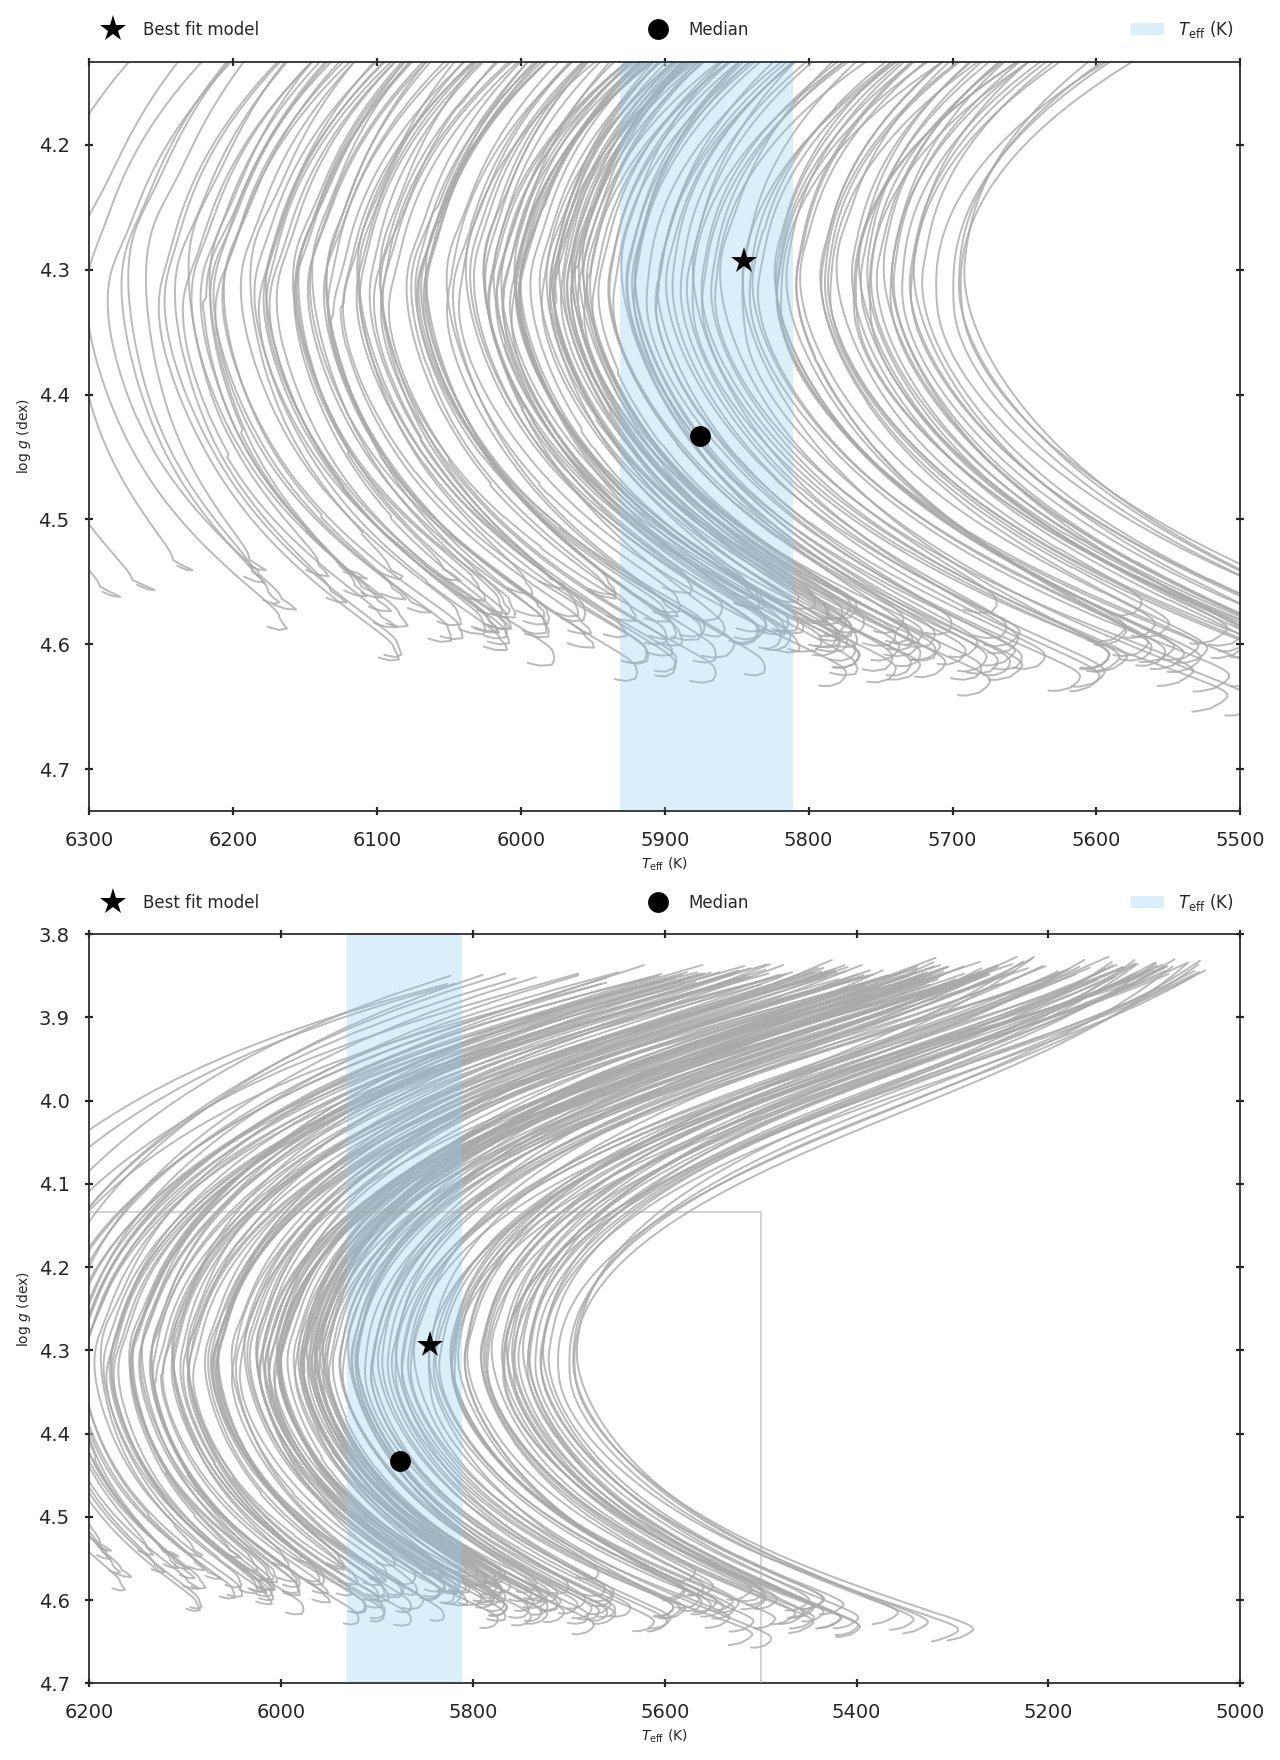 Best fit model Median Teff (K)
4.2
4.3
4.4
4.5
4.6
4.7
log g (dex)
6300 6200 6100 6000 5900 5800 5700 5600 5500
Teff (K)
Best fit model Median Teff (K)
3.8
3.9
4.0
4.1
4.2
4.3
4.4
4.5
4.6
4.7
log g (dex)
6200 6000 5800 5600 5400 5200 5000
Teff (K)